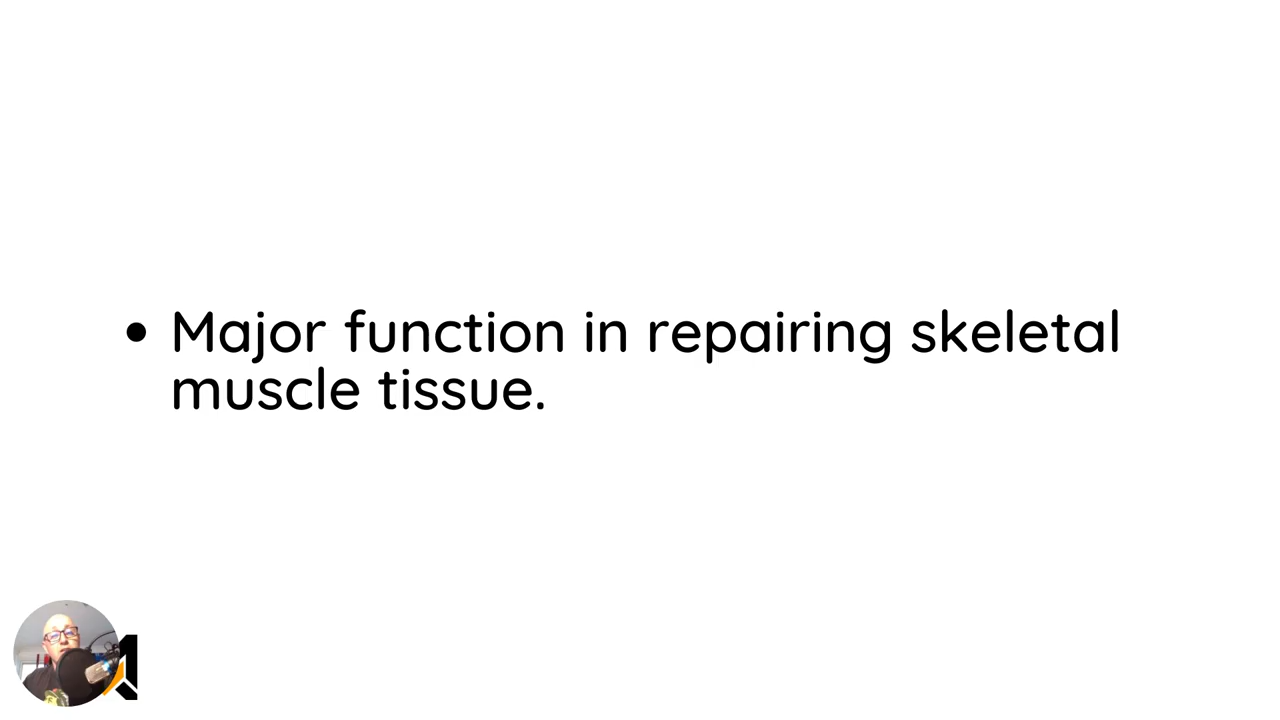 • Major function in repairing skeletal
muscle tissue.